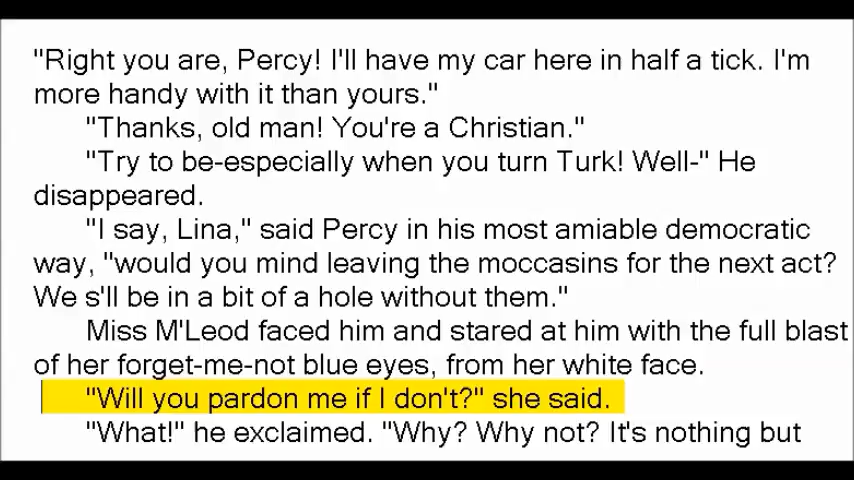 "Right you are, Percy! I'll have my car here in half a tick. I'm
more handy with it than yours."
"Thanks, old man! You're a Christian."
"Try to be-especially when you turn Turk! Well-" He
disappeared.
"I say, Lina," said Percy in his most amiable democratic
way, "would you mind leaving the moccasins for the next act?
We s'll be in a bit of a hole without them."
Miss M'Leod faced him and stared at him with the full blast
of her forget-me-not blue eyes, from her white face.
"Will you pardon me if I don't?" she said.
"What!" he exclaimed. "Why? Why not? It's nothing but